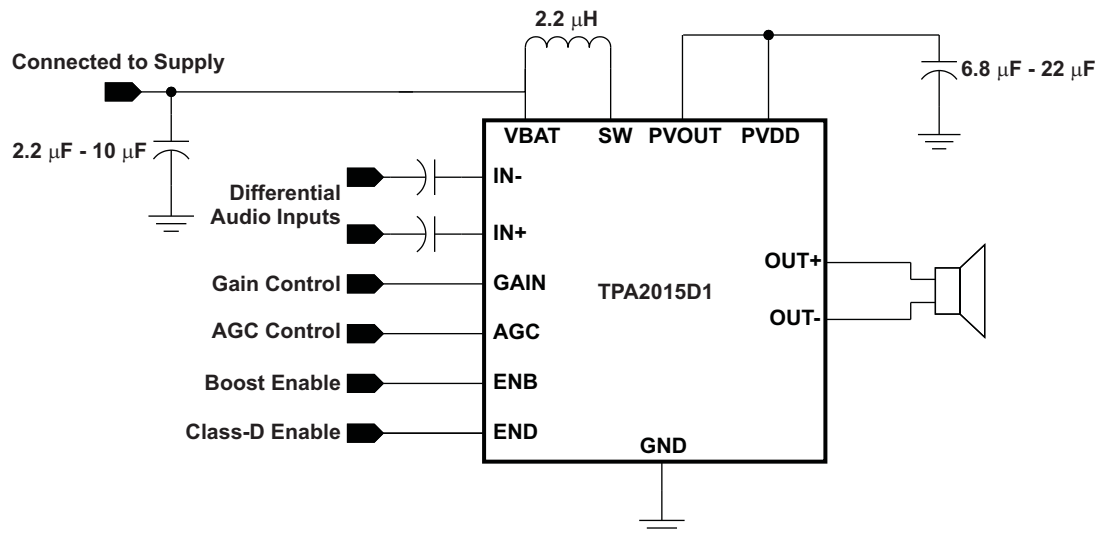 2.2 μH
Connected to Supply
6.8 μF - 22 μF
2.2 μF - 10 μF
VBAT
SW
PVOUT
PVDD
Differential
Audio Inputs
IN-
IN+
Gain Control
GAIN
AGC Control
AGC
Boost Enable
ENB
Class-D Enable
END
TPA2015D1
OUT+
OUT-
GND